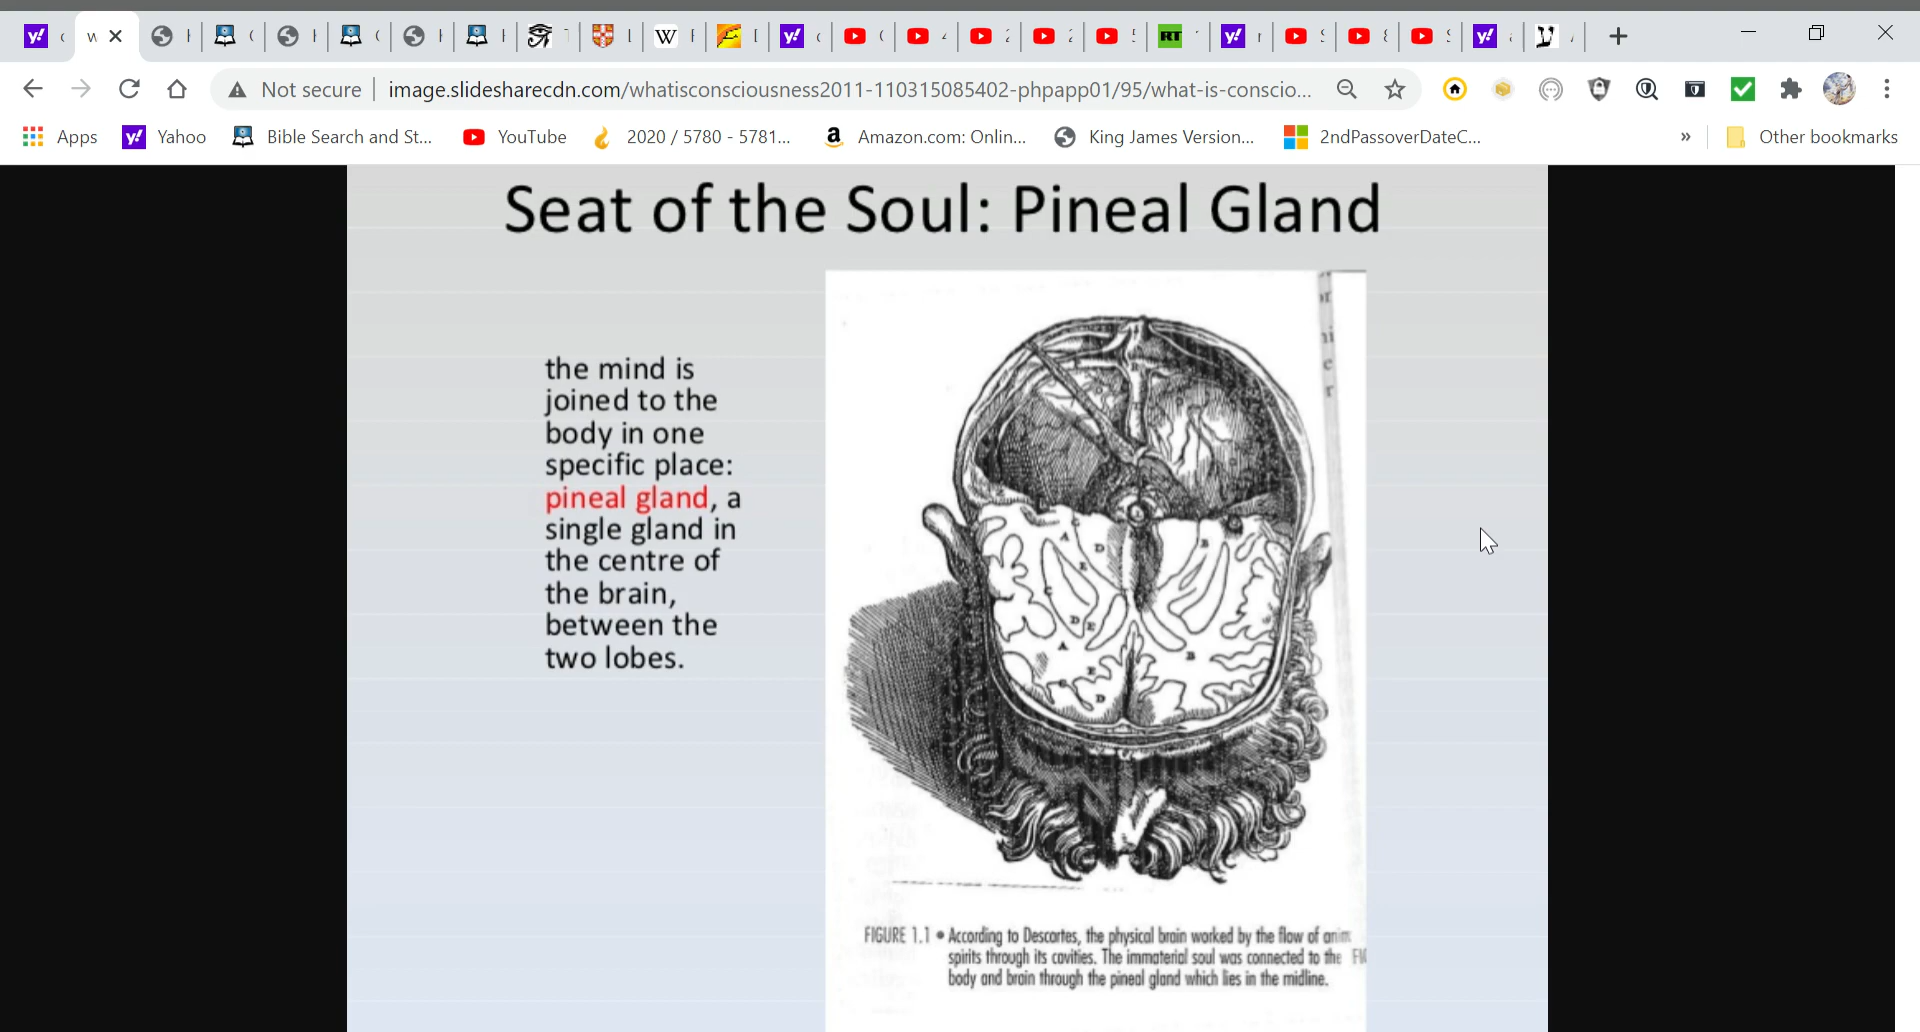 Not secure
image.slidesharecdn.com/whatisconsciousness2011-110315085402-phpapp01/95/what-is-conscio...
Apps
Yahoo
Bible Search and St...
YouTube
2020 / 5780 - 5781...
Amazon.com: Onlin...
King James Version...
2ndPassoverDateC...
»
Other bookmarks
Seat of the Soul: Pineal Gland
the mind is
joined to the
body in one
specific place:
pineal gland, a
single gland in
the centre of
the brain,
between the
two lobes.
FIGURE 1.1 • According to Descartes, the physical brain worked by the flow of anim
spirits through its cavities. The immaterial soul was connected to the
body and brain through the pineal gland which lies in the midline.